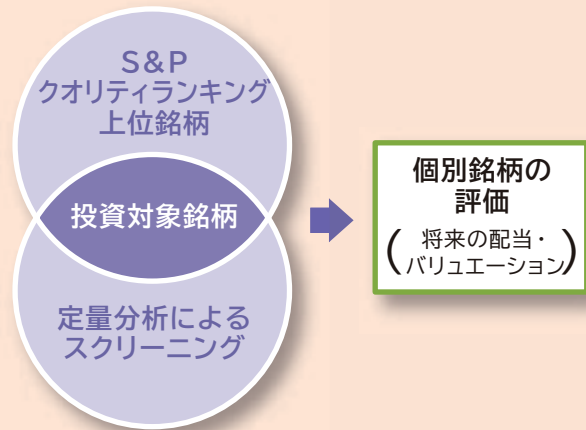 S&P
クオリティランキング
上位銘柄
投資対象銘柄
定量分析による
スクリーニング
個別銘柄の
評価
(将来の配当・
バリュエーション)